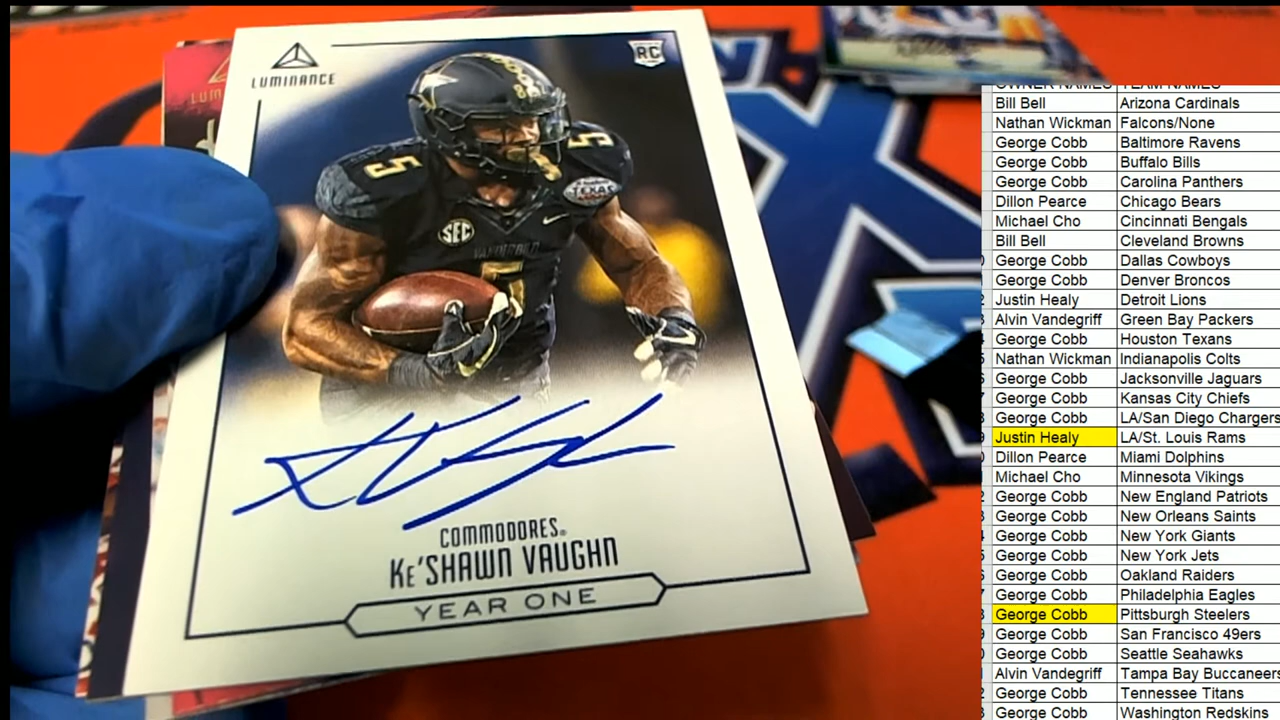 LUMINANCE
RC
LUM
8
5
5
TEXAS
SEC
VANDERBILT
5
COMMODORES®
KE'SHAWN VAUGHN
YEAR ONE
OWNER NAMES TEAM NAMES
Bill Bell Arizona Cardinals
Nathan Wickman Falcons/None
George Cobb Baltimore Ravens
George Cobb Buffalo Bills
George Cobb Carolina Panthers
Dillon Pearce Chicago Bears
Michael Cho Cincinnati Bengals
Bill Bell Cleveland Browns
George Cobb Dallas Cowboys
George Cobb Denver Broncos
Justin Healy Detroit Lions
Alvin Vandegriff Green Bay Packers
George Cobb Houston Texans
Nathan Wickman Indianapolis Colts
George Cobb Jacksonville Jaguars
George Cobb Kansas City Chiefs
George Cobb LA/San Diego Chargers
Justin Healy LA/St. Louis Rams
Dillon Pearce Miami Dolphins
Michael Cho Minnesota Vikings
George Cobb New England Patriots
George Cobb New Orleans Saints
George Cobb New York Giants
George Cobb New York Jets
George Cobb Oakland Raiders
George Cobb Philadelphia Eagles
George Cobb Pittsburgh Steelers
George Cobb San Francisco 49ers
George Cobb Seattle Seahawks
Alvin Vandegriff Tampa Bay Buccaneers
George Cobb Tennessee Titans
George Cobb Washington Redskins